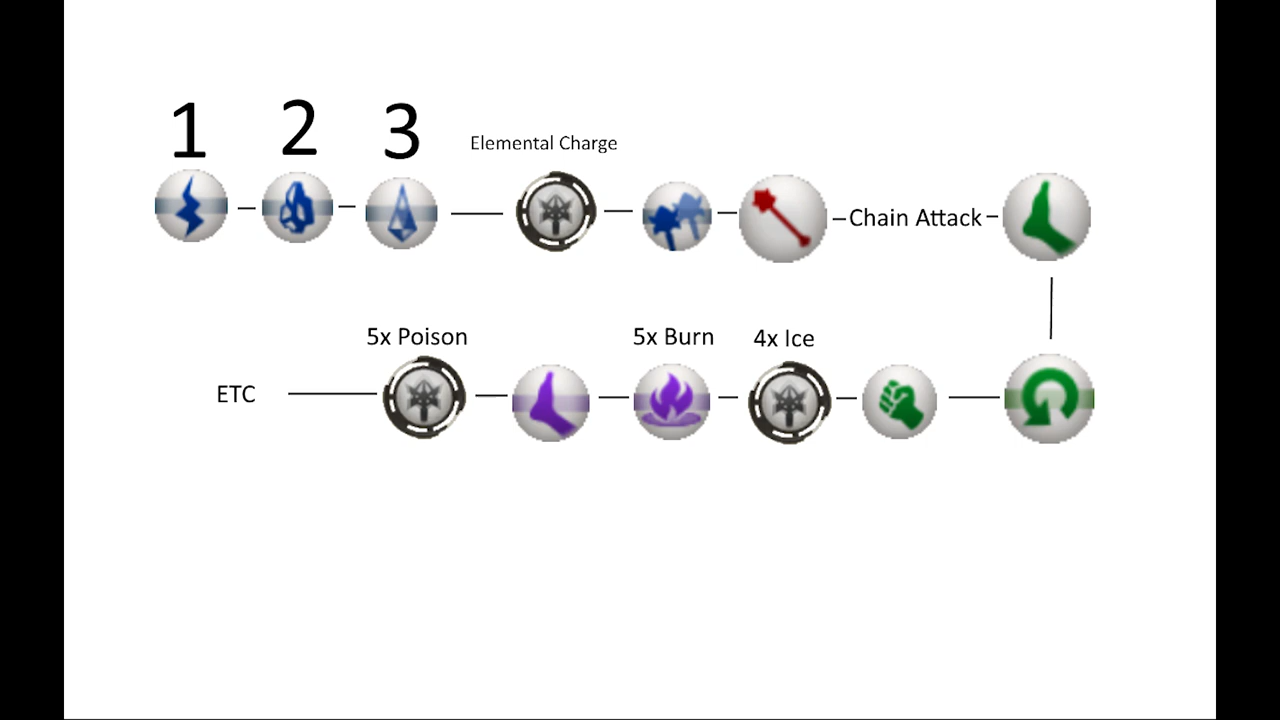 1 2 3
Elemental Charge
Chain Attack
5x Poison
5x Burn
4x Ice
ETC